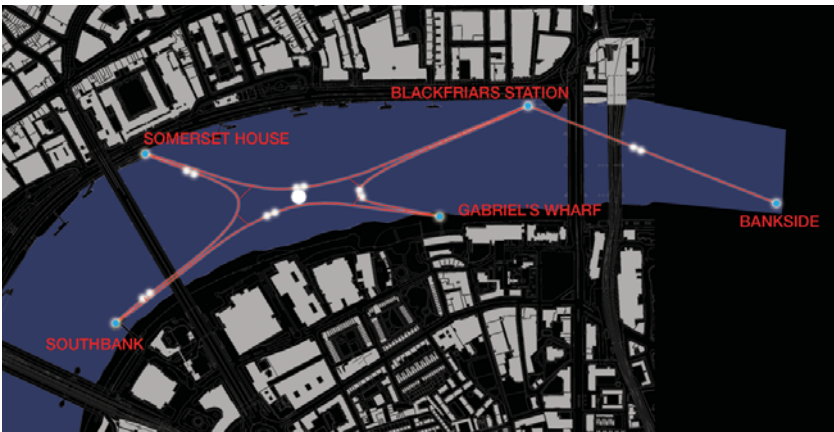 BLACKFRIARS STATION
SOMERSET HOUSE
GABRIEL'S WHARF
BANKSIDE
SOUTHBANK